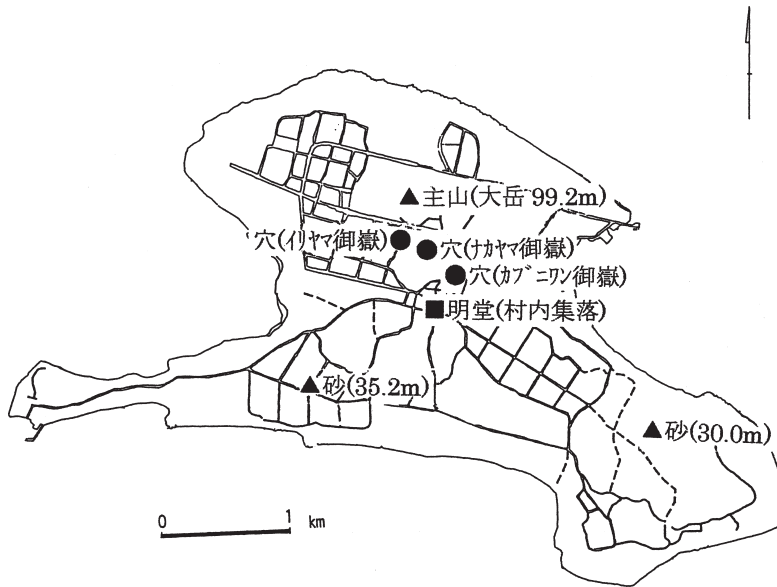 主山(大岳 99.2m)
穴(イリヤマ御嶽)
穴(ナカヤマ御嶽)
穴(カブニワン御嶽)
明堂(村内集落)
砂(35.2m)
砂(30.0m)
0 1 km